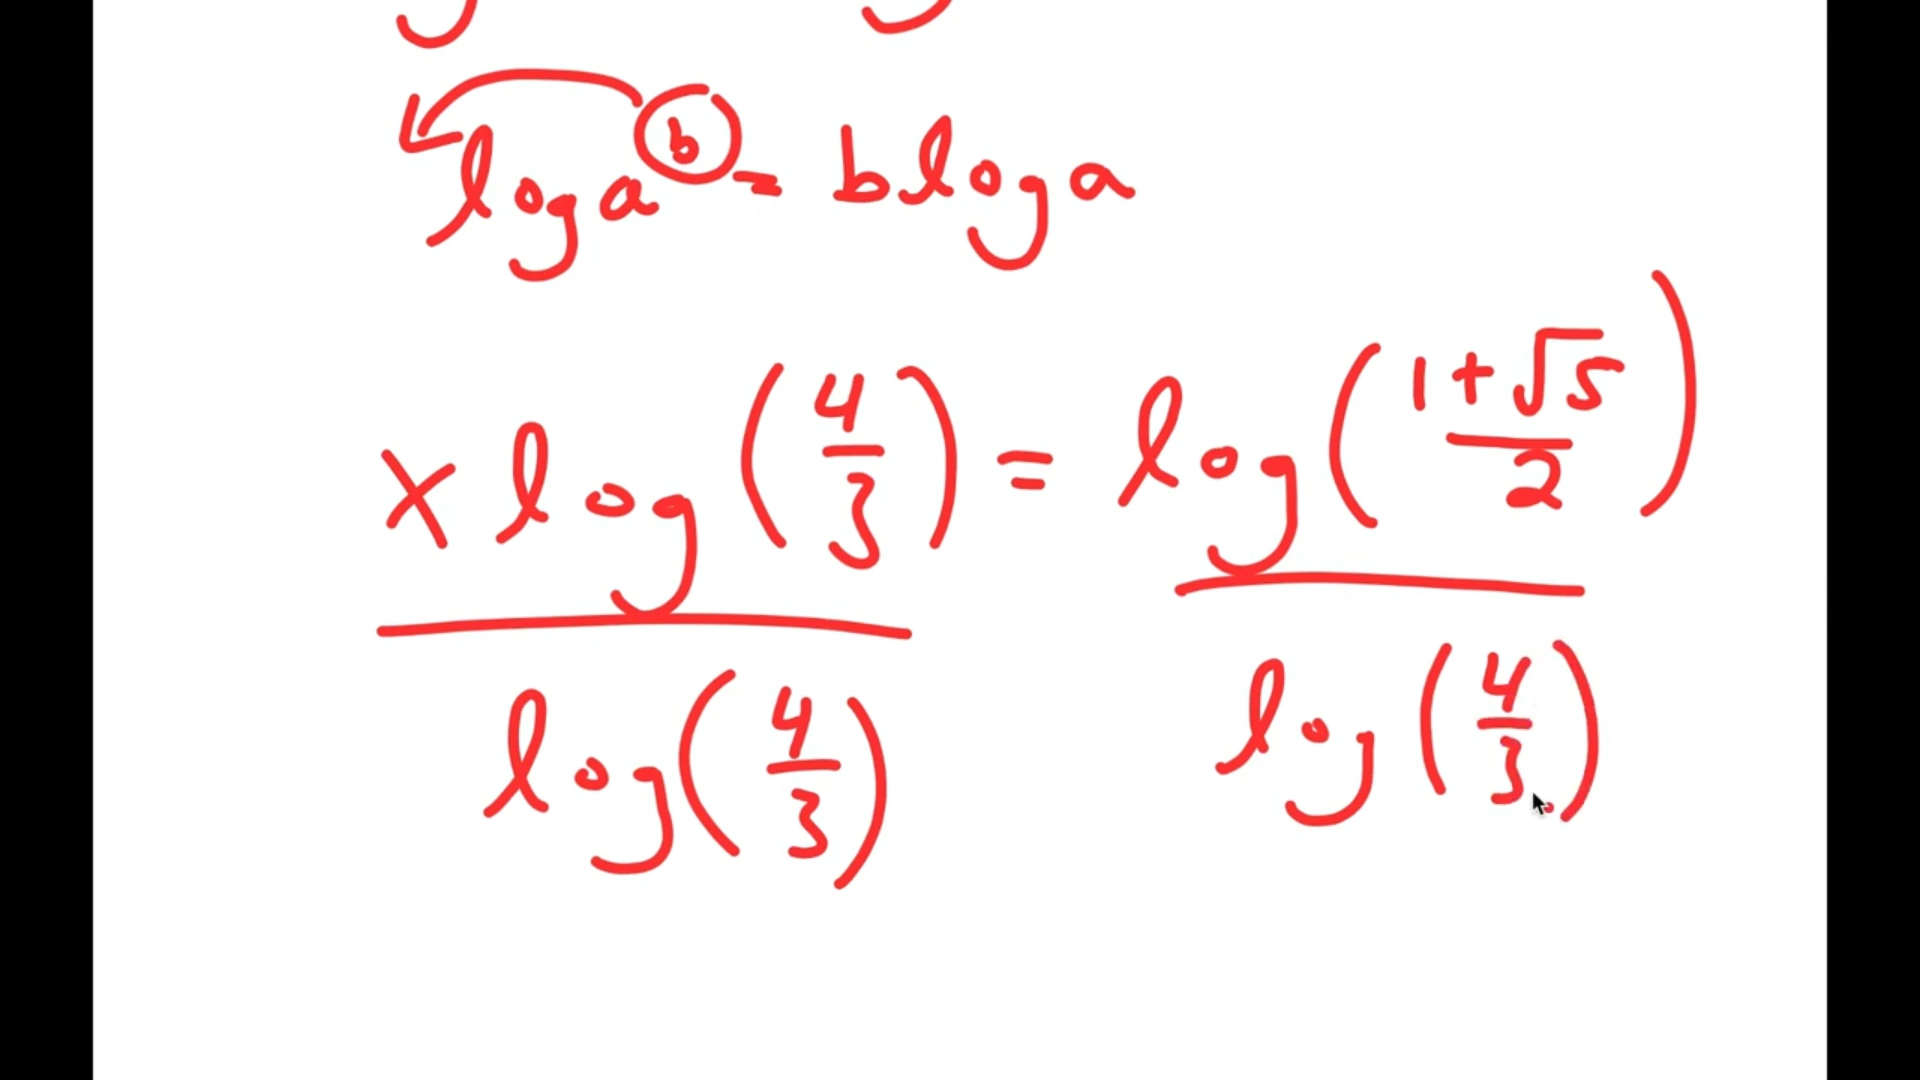 log a^b = b log a
x log (4/3) = log ((1+√5)/2)
log (4/3) log (4/3)